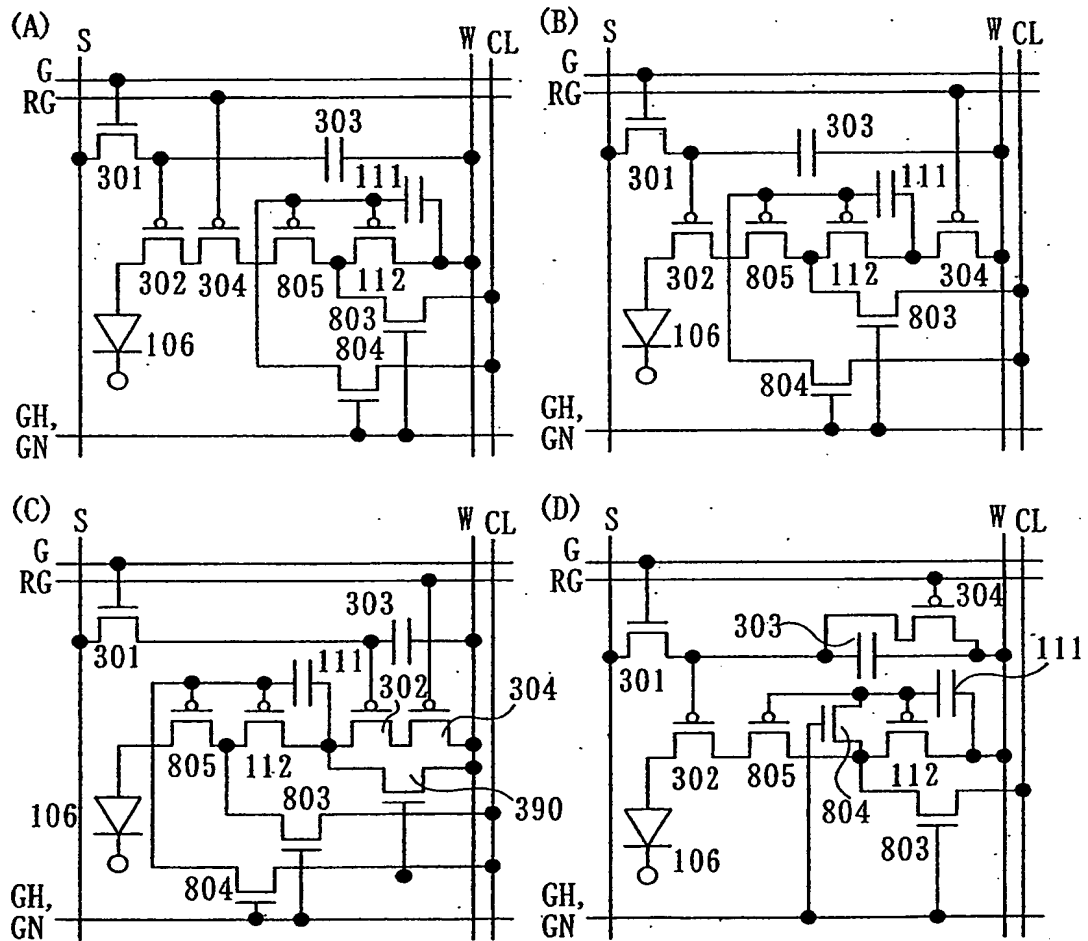 (A)
S
W
CL
G
RG
303
301
111
302
304
805
112
803
804
106
GH,
GN
(B)
S
W
CL
G
RG
303
301
111
302
805
112
304
803
106
804
GH,
GN
(C)
S
W
CL
G
RG
303
301
111
302
304
805
112
803
390
106
804
GH,
GN
(D)
S
W
CL
G
RG
304
303
111
301
302
805
112
804
803
106
GH,
GN